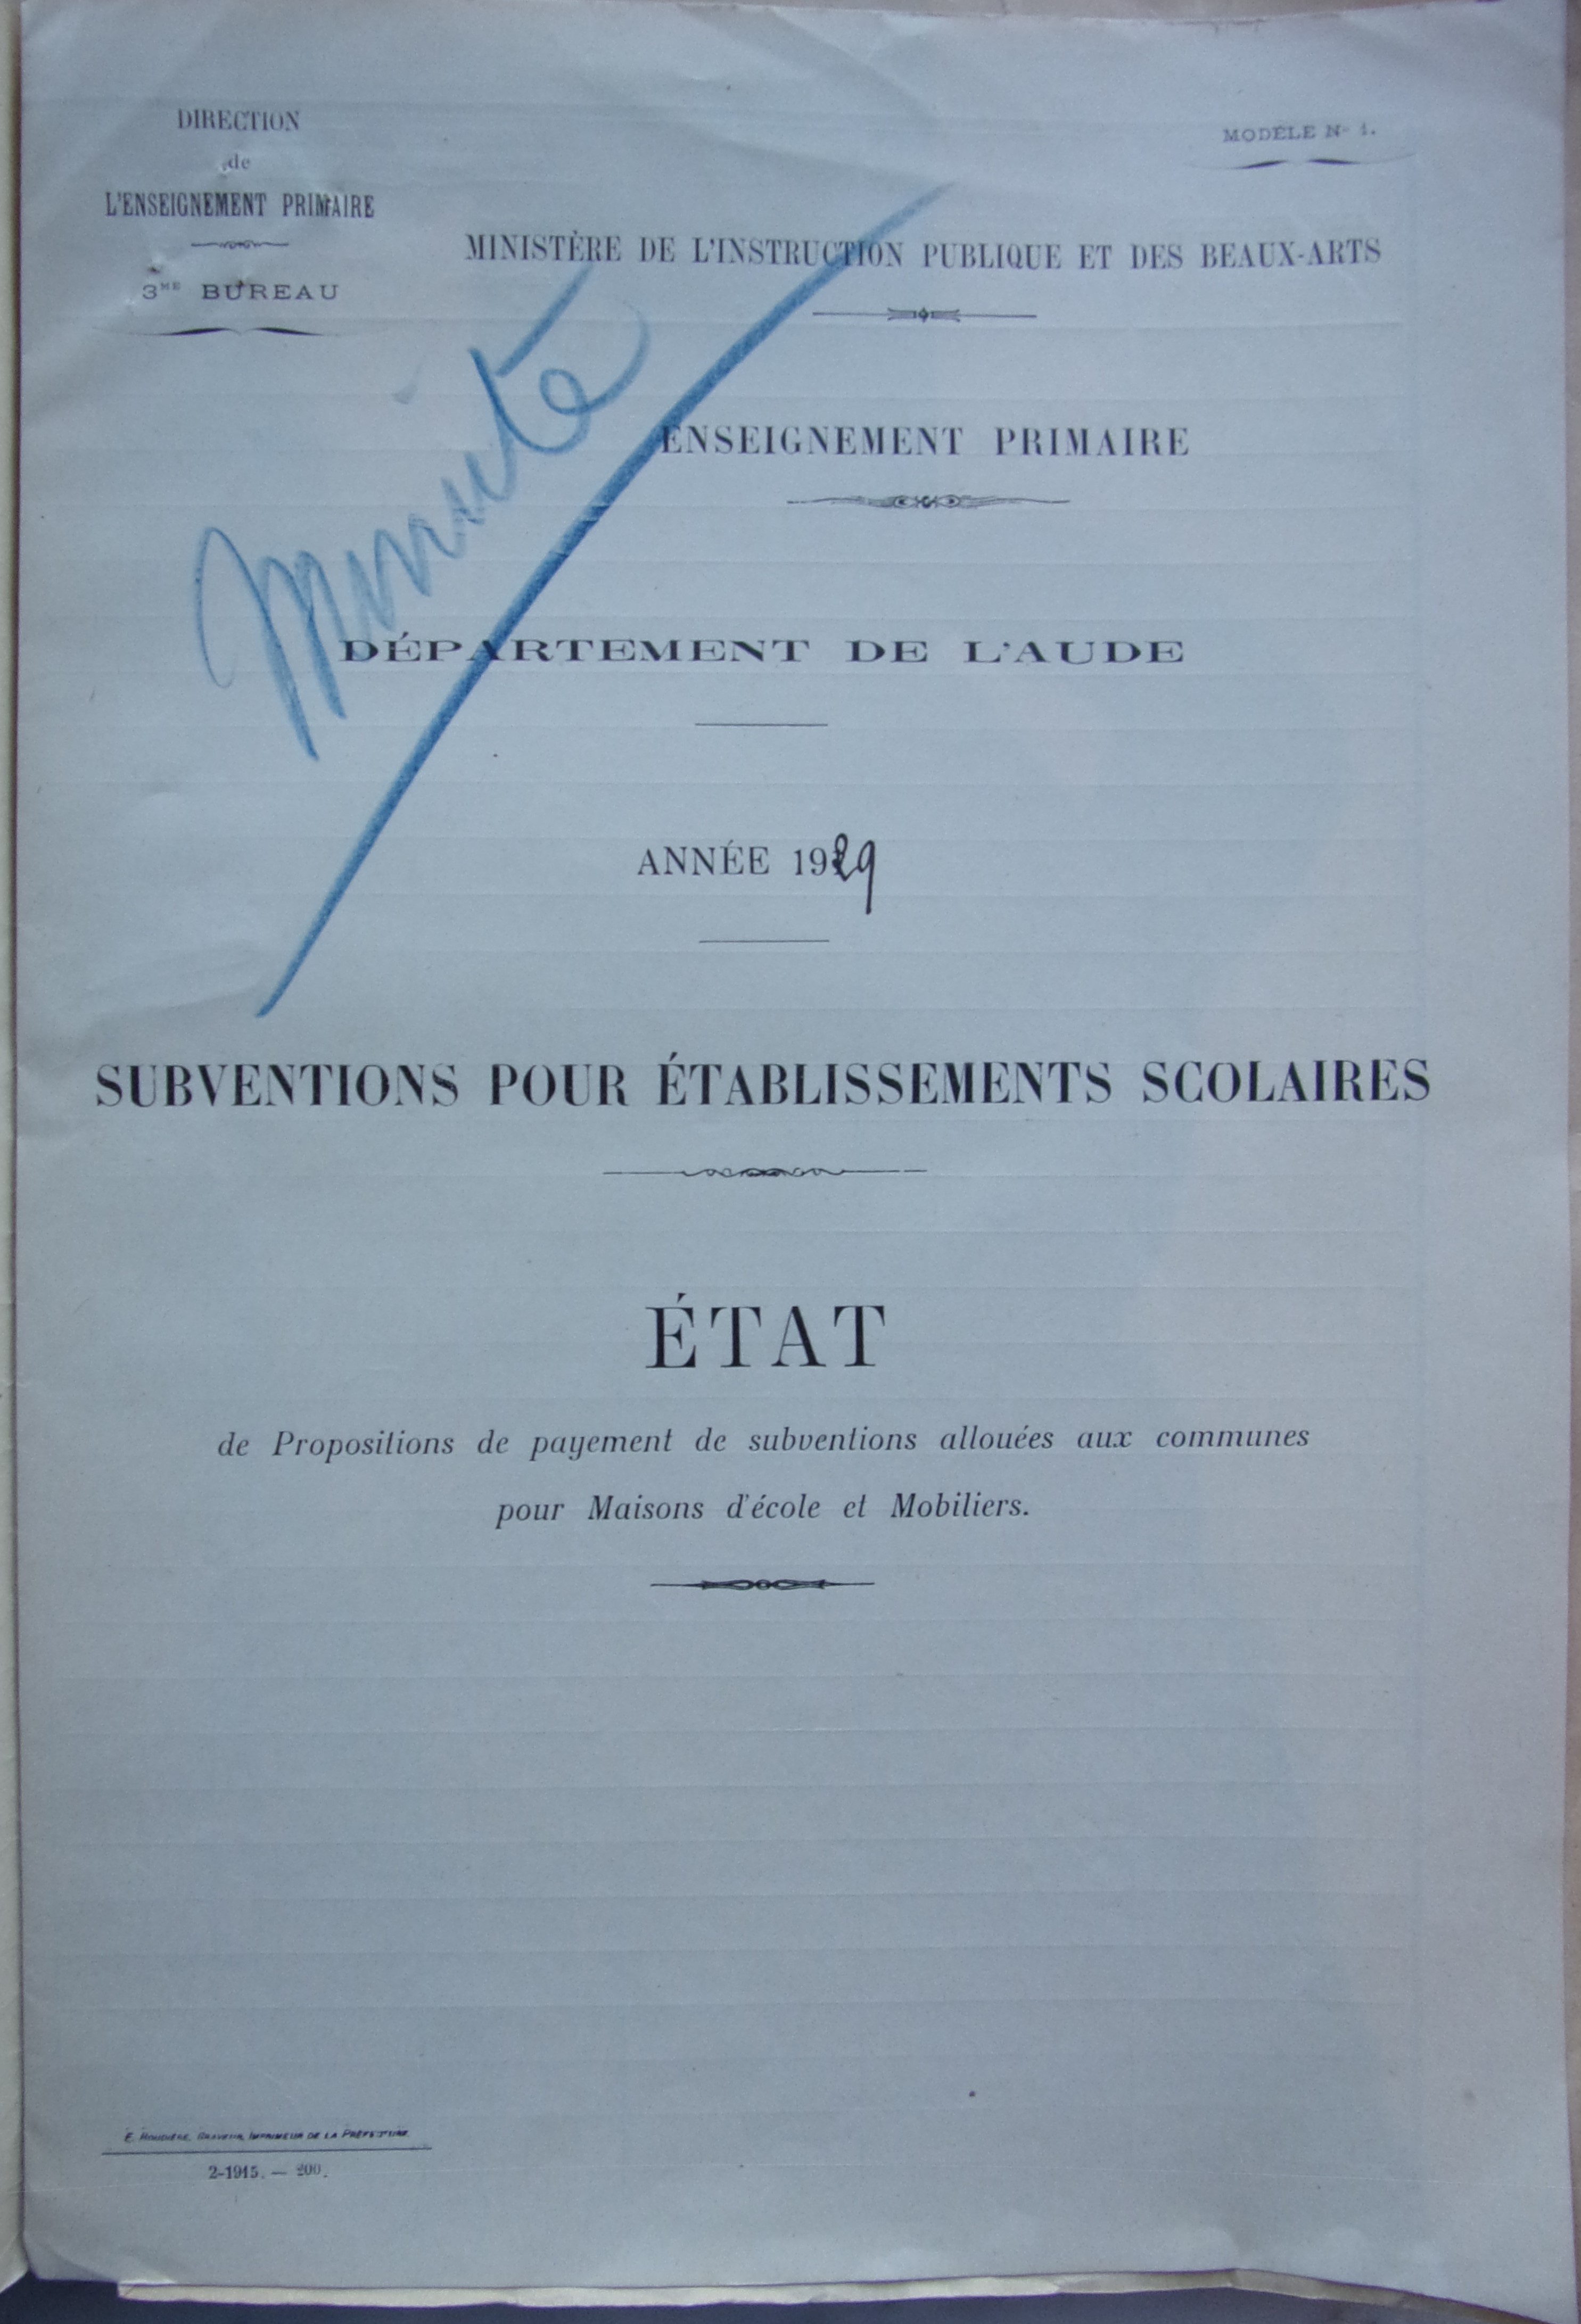 DIRECTION
de
L'ENSEIGNEMENT PRIMAIRE
3ME BUREAU
MODÈLE No 1.
MINISTÈRE DE L'INSTRUCTION PUBLIQUE ET DES BEAUX-ARTS
Minute
ENSEIGNEMENT PRIMAIRE
DÉPARTEMENT DE L'AUDE
ANNÉE 1929
SUBVENTIONS POUR ÉTABLISSEMENTS SCOLAIRES
ÉTAT
de Propositions de payement de subventions allouées aux communes
pour Maisons d'école et Mobiliers.
E. ROUDIÈRE, GRAVEUR, IMPRIMEUR DE LA PRÉFECTURE
2-1915. — 200.